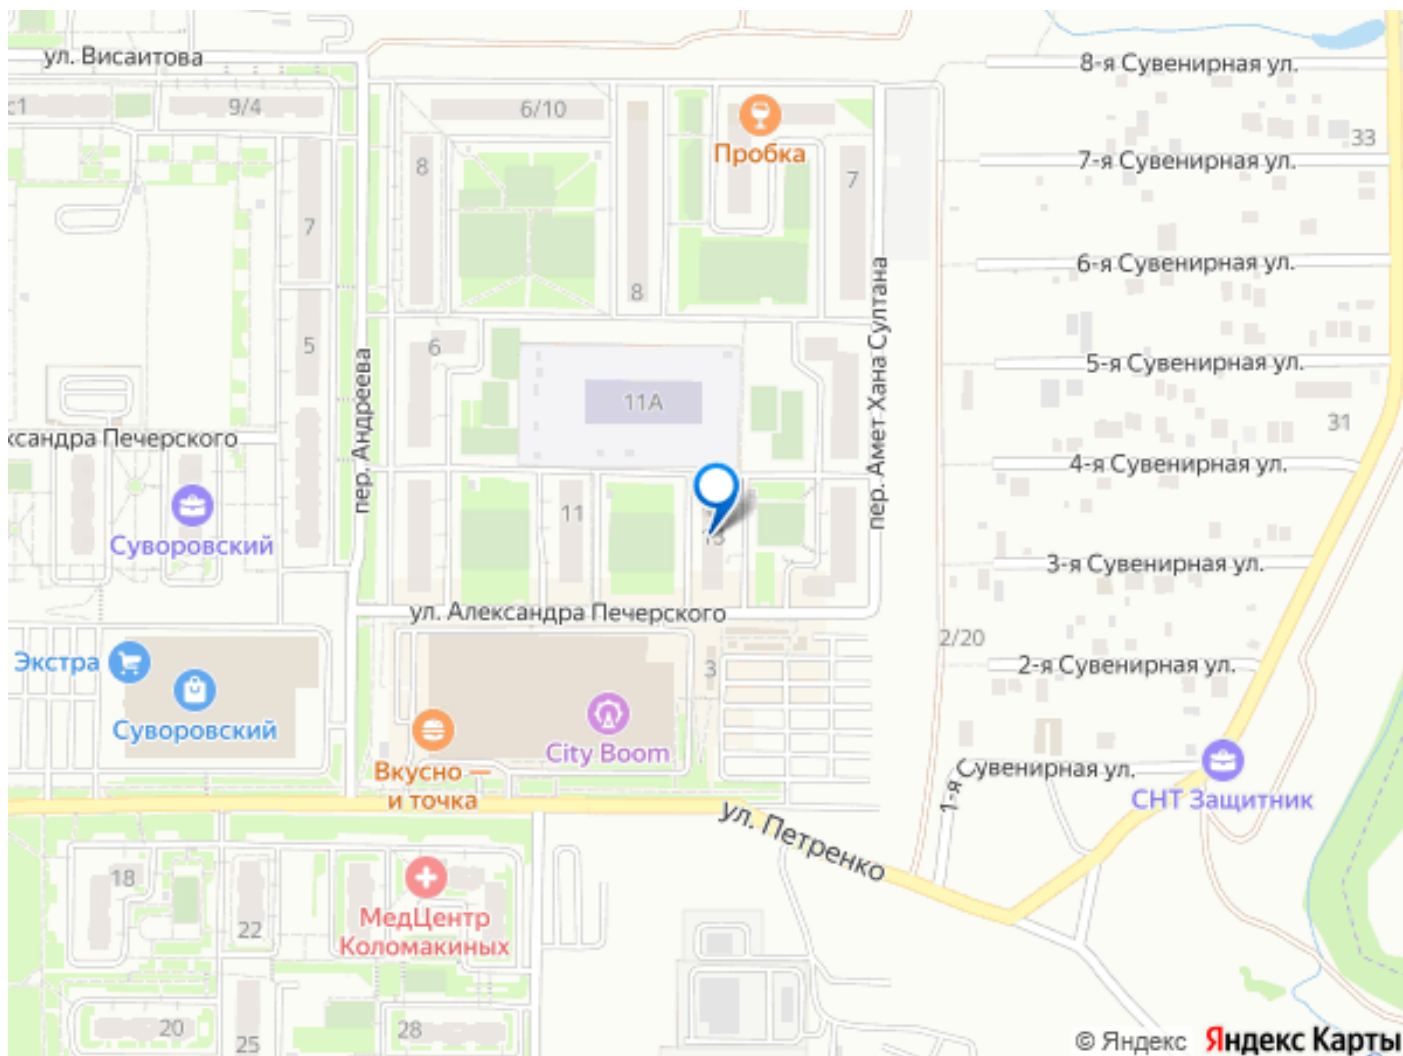 ул. Висаитова
8-я Сувенирная ул.
с1
9/4
6/10
Пробка
33
8
7
7-я Сувенирная ул.
7
6-я Сувенирная ул.
8
5
6
пер. Андреева
пер. Амет Хана Султана
5-я Сувенирная ул.
11А
31
ксандра Печерского
4-я Сувенирная ул.
11
Суворовский
3-я Сувенирная ул.
ул. Александра Печерского
2/20
Экстра
3
2-я Сувенирная ул.
Суворовский
City Boom
Вкусно —
и точка
1-я Сувенирная ул.
СНТ Защитник
ул. Петренко
18
МедЦентр
Коломакиных
22
20
28
25
© Яндекс Яндекс Карты